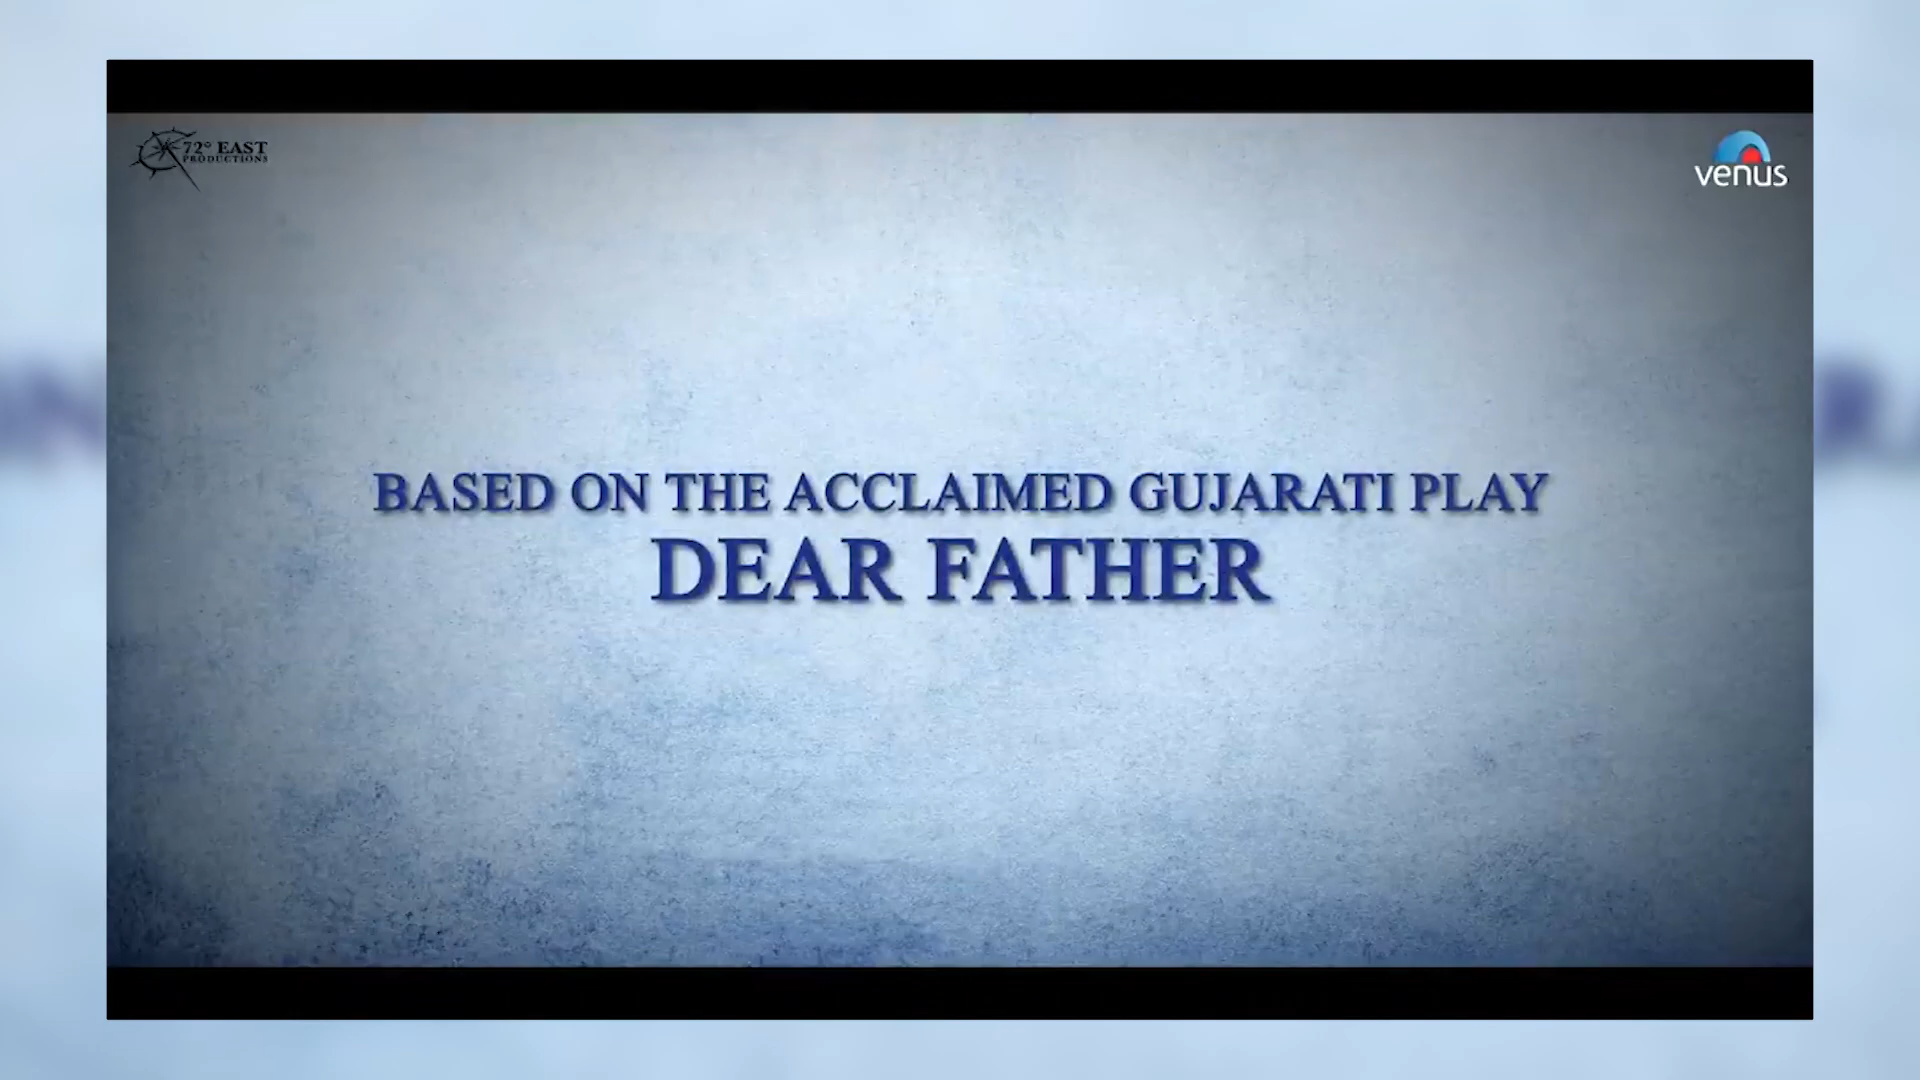 72° EAST
PRODUCTIONS
venus
BASED ON THE ACCLAIMED GUJARATI PLAY
DEAR FATHER